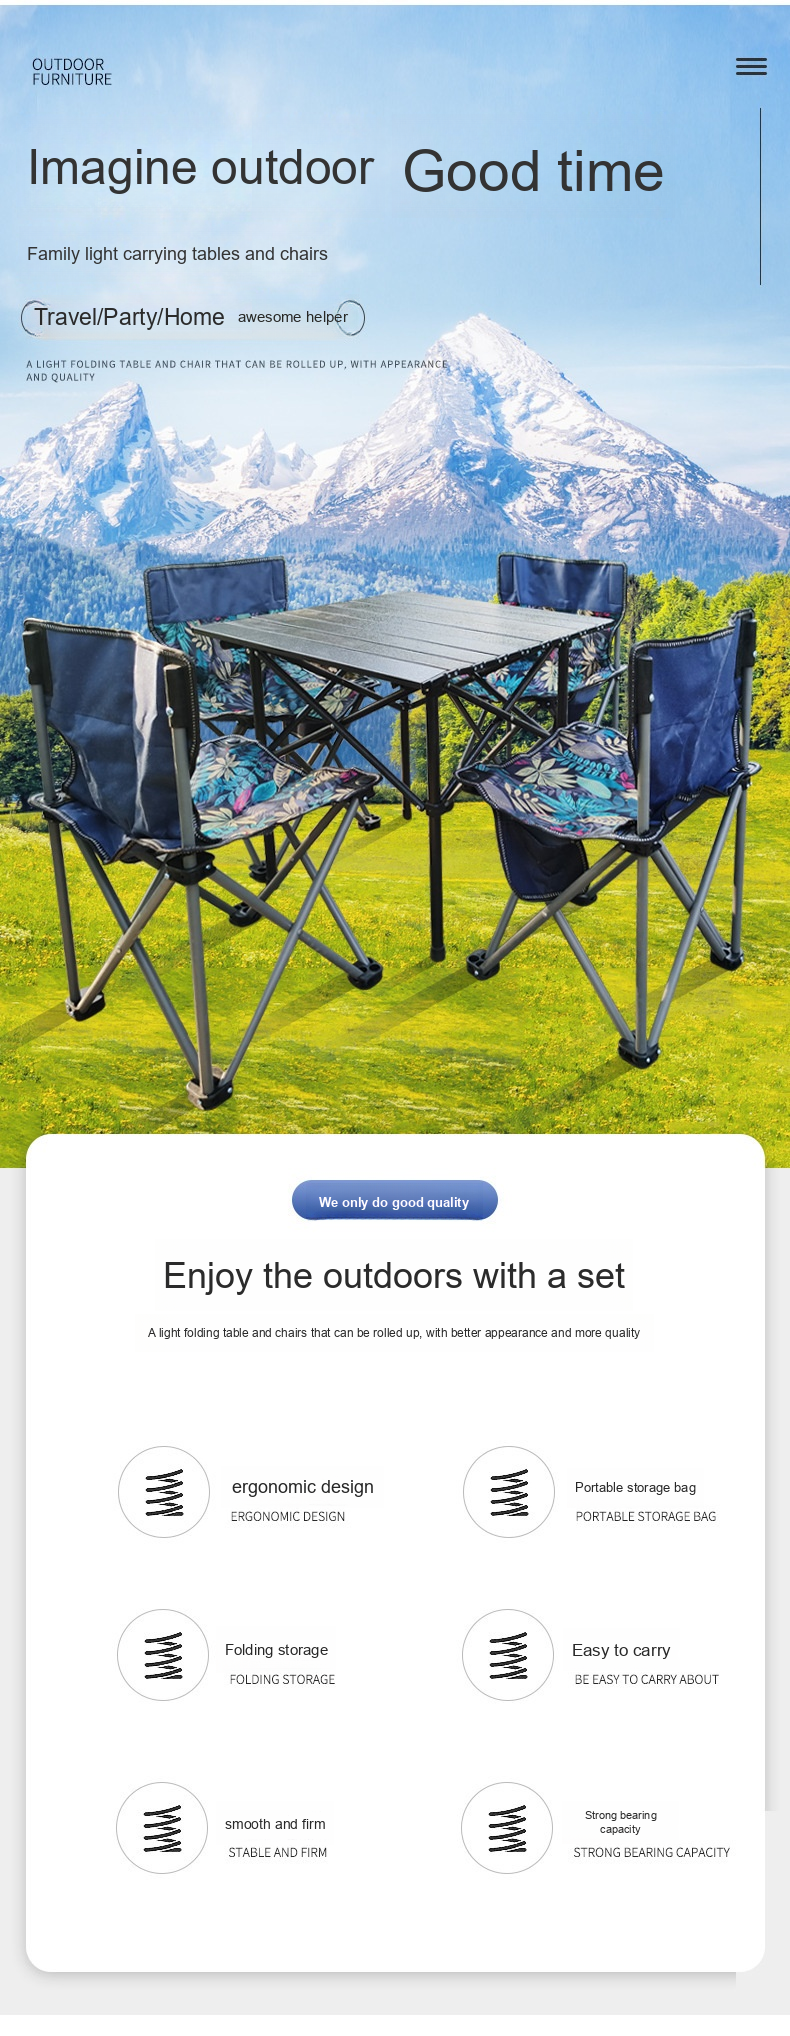 OUTDOOR
FURNITURE
Imagine outdoor Good time
Family light carrying tables and chairs
Travel/Party/Home awesome helper
A LIGHT FOLDING TABLE AND CHAIR THAT CAN BE ROLLED UP, WITH APPEARANCE
AND QUALITY
We only do good quality
Enjoy the outdoors with a set
A light folding table and chairs that can be rolled up, with better appearance and more quality
ergonomic design
ERGONOMIC DESIGN
Portable storage bag
PORTABLE STORAGE BAG
Folding storage
FOLDING STORAGE
Easy to carry
BE EASY TO CARRY ABOUT
smooth and firm
STABLE AND FIRM
Strong bearing
capacity
STRONG BEARING CAPACITY